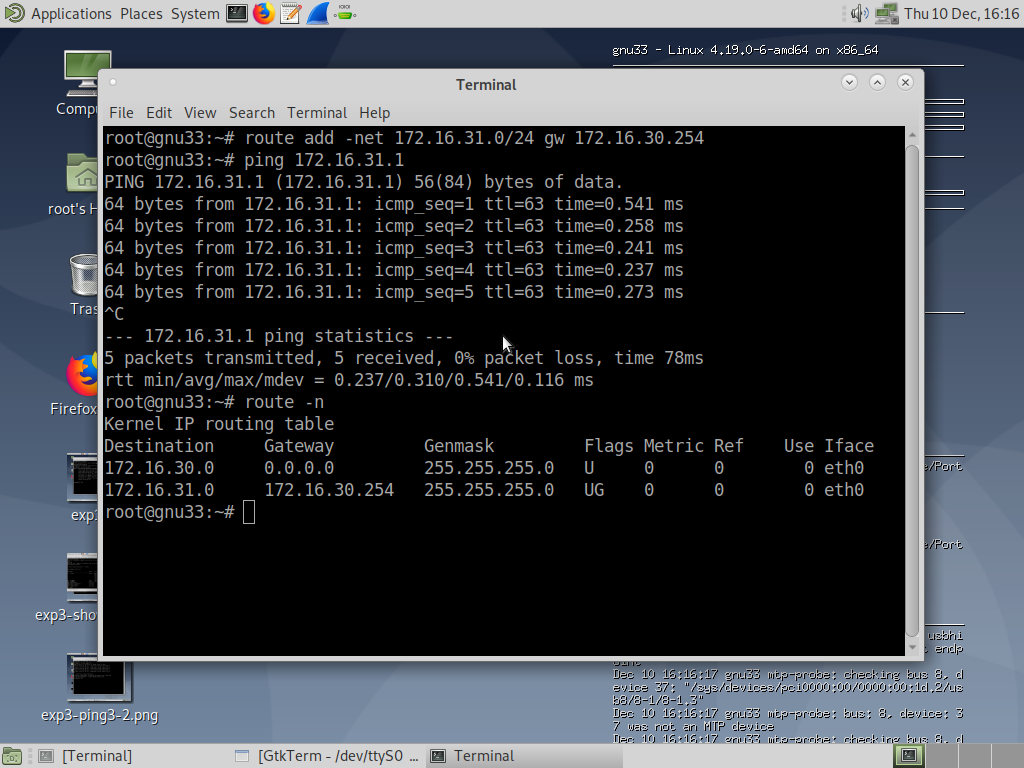 Applications Places System
Thu 10 Dec, 16:16
gnu33 - Linux 4.19.0-6-amd64 on x86_64
Terminal
File Edit View Search Terminal Help
root@gnu33:~# route add -net 172.16.31.0/24 gw 172.16.30.254
root@gnu33:~# ping 172.16.31.1
PING 172.16.31.1 (172.16.31.1) 56(84) bytes of data.
64 bytes from 172.16.31.1: icmp_seq=1 ttl=63 time=0.541 ms
64 bytes from 172.16.31.1: icmp_seq=2 ttl=63 time=0.258 ms
64 bytes from 172.16.31.1: icmp_seq=3 ttl=63 time=0.241 ms
64 bytes from 172.16.31.1: icmp_seq=4 ttl=63 time=0.237 ms
64 bytes from 172.16.31.1: icmp_seq=5 ttl=63 time=0.273 ms
^C
--- 172.16.31.1 ping statistics ---
5 packets transmitted, 5 received, 0% packet loss, time 78ms
rtt min/avg/max/mdev = 0.237/0.310/0.541/0.116 ms
root@gnu33:~# route -n
Kernel IP routing table
Destination Gateway Genmask Flags Metric Ref Use Iface
172.16.30.0 0.0.0.0 255.255.255.0 U 0 0 0 eth0
172.16.31.0 172.16.30.254 255.255.255.0 UG 0 0 0 eth0
root@gnu33:~#
Compu
root's H
Tras
Firefox
exp
exp3-sho
exp3-ping3-2.png
e/Port
e/Port
usbhi
endp
Dec 10 16:16:17 gnu33 mtp-probe: checking bus 8, d
evice 37: "/sys/devices/pci0000:00/0000:00:1d.2/us
b8/8-1/8-1.3"
Dec 10 16:16:17 gnu33 mtp-probe: bus: 8, device: 3
7 was not an MTP device
Dec 10 16:16:17 gnu33 mtp-probe: checking bus 8, d
[Terminal]
[GtkTerm - /dev/ttyS0 ...
Terminal